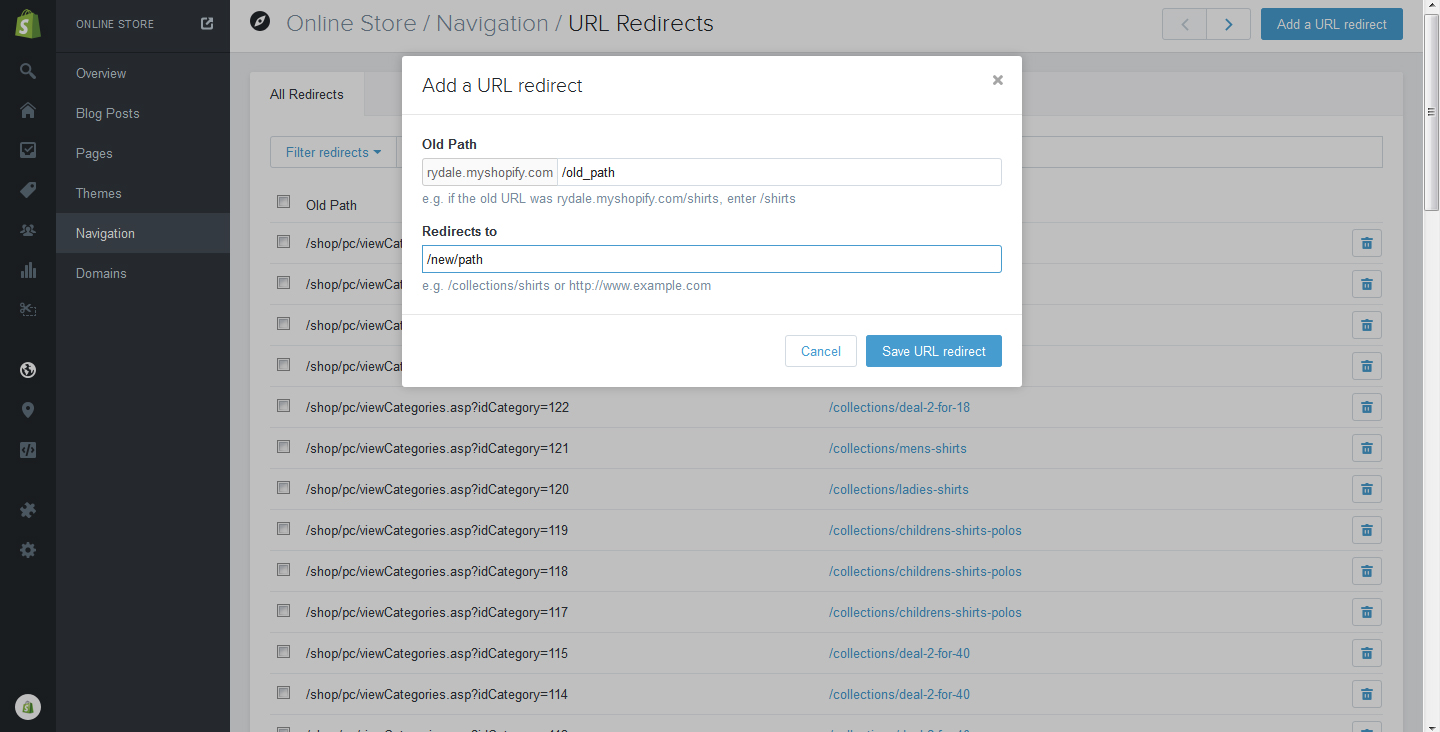 ONLINE STORE
Overview
Blog Posts
Pages
Themes
Navigation
Domains
Online Store / Navigation / URL Redirects
Add a URL redirect
All Redirects
Filter redirects
Add a URL redirect
Old Path
rydale.myshopify.com /old_path
e.g. if the old URL was rydale.myshopify.com/shirts, enter /shirts
Redirects to
/new/path
e.g. /collections/shirts or http://www.example.com
Cancel Save URL redirect
Old Path
/shop/pc/viewCat
/shop/pc/viewCat
/shop/pc/viewCat
/shop/pc/viewCat
/shop/pc/viewCategories.asp?idCategory=122 /collections/deal-2-for-18
/shop/pc/viewCategories.asp?idCategory=121 /collections/mens-shirts
/shop/pc/viewCategories.asp?idCategory=120 /collections/ladies-shirts
/shop/pc/viewCategories.asp?idCategory=119 /collections/childrens-shirts-polos
/shop/pc/viewCategories.asp?idCategory=118 /collections/childrens-shirts-polos
/shop/pc/viewCategories.asp?idCategory=117 /collections/childrens-shirts-polos
/shop/pc/viewCategories.asp?idCategory=115 /collections/deal-2-for-40
/shop/pc/viewCategories.asp?idCategory=114 /collections/deal-2-for-40